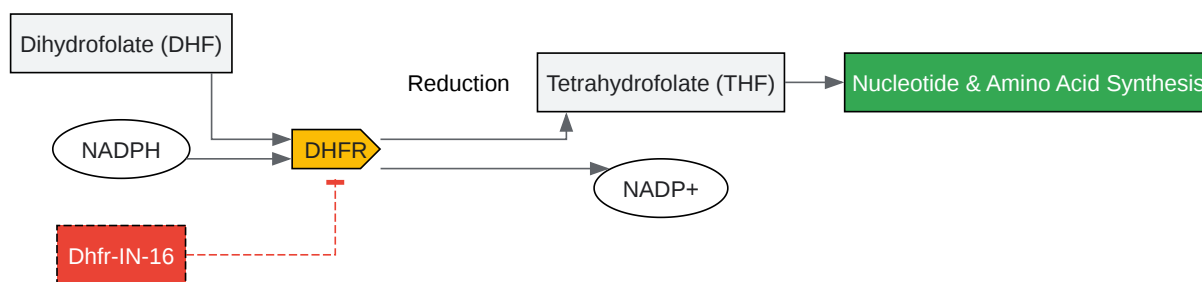 Dihydrofolate (DHF)
Reduction
Tetrahydrofolate (THF)
Nucleotide & Amino Acid Synthesis
NADPH
DHFR
NADP+
Dhfr-IN-16